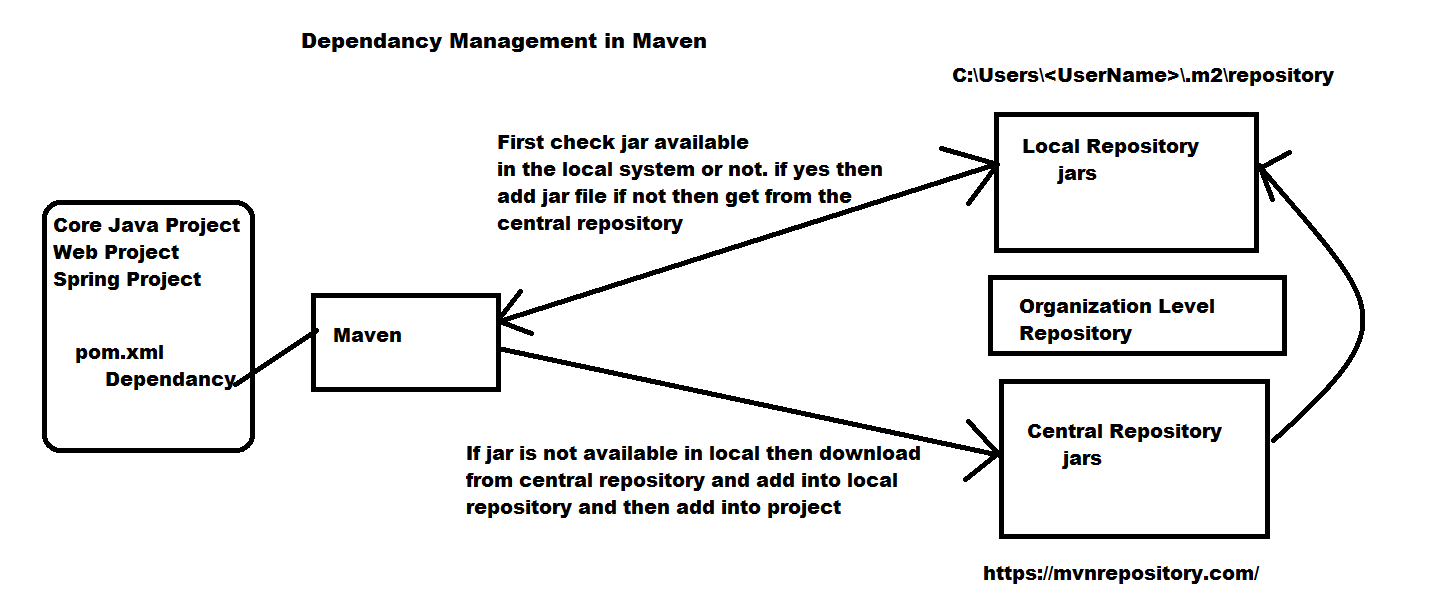 Dependancy Management in Maven
C:\Users\<UserName>\.m2\repository
First check jar available
in the local system or not. if yes then
add jar file if not then get from the
central repository
Local Repository
jars
Core Java Project
Web Project
Spring Project
pom.xml
Dependancy
Maven
Organization Level
Repository
If jar is not available in local then download
from central repository and add into local
repository and then add into project
Central Repository
jars
https://mvnrepository.com/